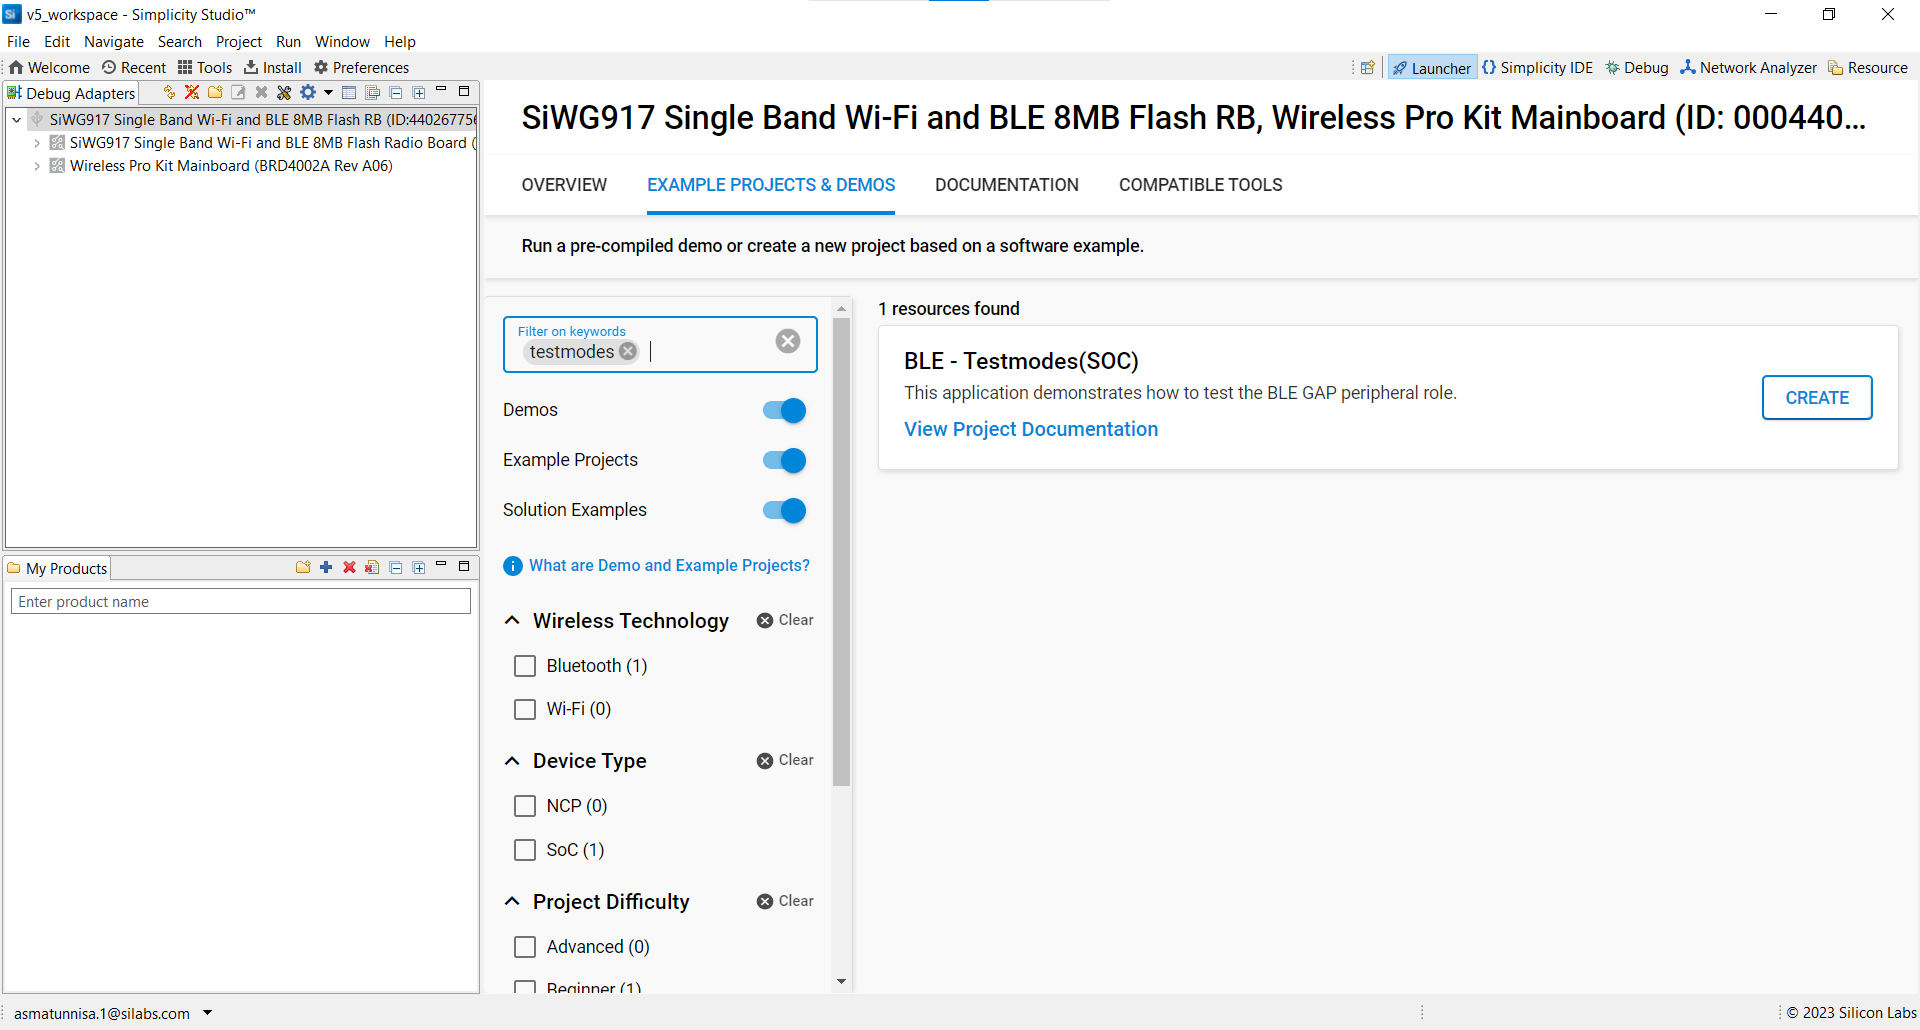 v5_workspace - Simplicity Studio™
File Edit Navigate Search Project Run Window Help
Welcome Recent Tools Install Preferences
Launcher Simplicity IDE Debug Network Analyzer Resource
Debug Adapters
SiWG917 Single Band Wi-Fi and BLE 8MB Flash RB (ID:440267756
SiWG917 Single Band Wi-Fi and BLE 8MB Flash Radio Board (
Wireless Pro Kit Mainboard (BRD4002A Rev A06)
My Products
Enter product name
SiWG917 Single Band Wi-Fi and BLE 8MB Flash RB, Wireless Pro Kit Mainboard (ID: 000440...
OVERVIEW EXAMPLE PROJECTS & DEMOS DOCUMENTATION COMPATIBLE TOOLS
Run a pre-compiled demo or create a new project based on a software example.
Filter on keywords
testmodes
Demos
Example Projects
Solution Examples
What are Demo and Example Projects?
Wireless Technology Clear
Bluetooth (1)
Wi-Fi (0)
Device Type Clear
NCP (0)
SoC (1)
Project Difficulty Clear
Advanced (0)
Beginner (1)
1 resources found
BLE - Testmodes(SOC)
This application demonstrates how to test the BLE GAP peripheral role.
View Project Documentation
CREATE
asmatunnisa.1@silabs.com
© 2023 Silicon Labs